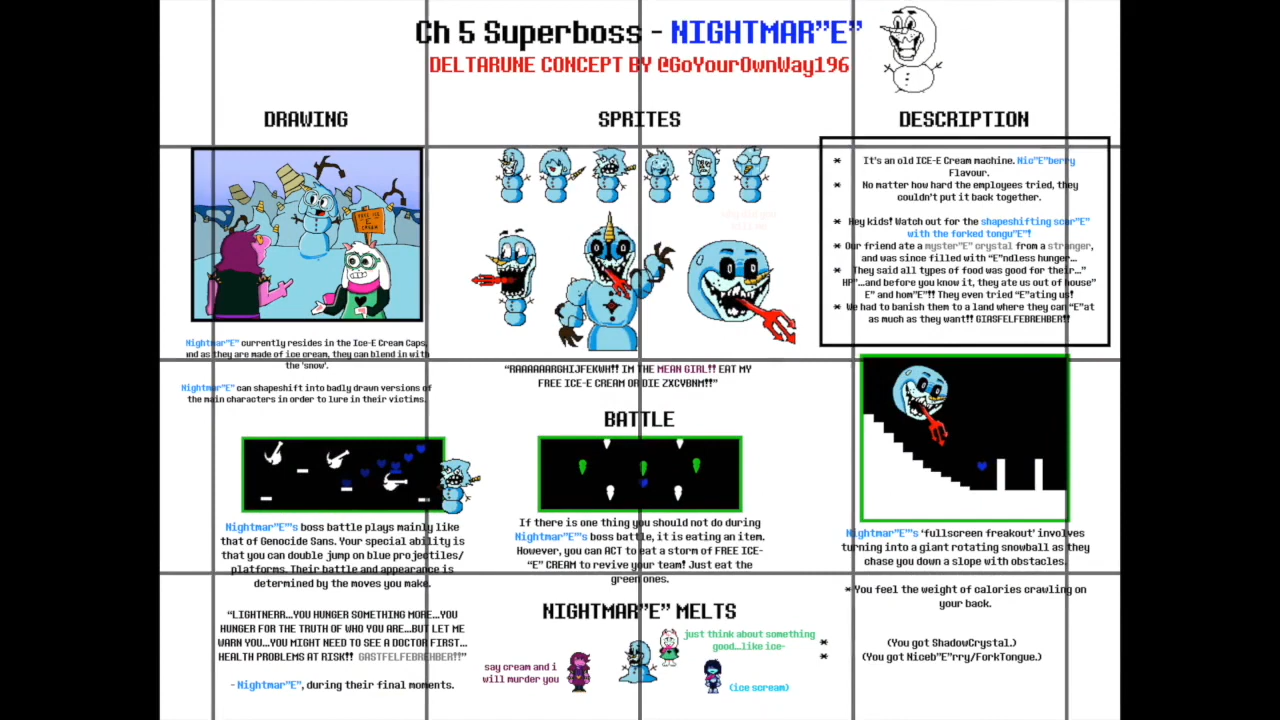 Ch 5 Superboss - NIGHTMAR"E"
DELTARUNE CONCEPT BY @GoYourOwnWay196
DRAWING
SPRITES
DESCRIPTION
FREE ICE
E
CREAM
Nightmar"E" currently resides in the Ice-E Cream Caps,
and as they are made of ice cream, they can blend in with
the 'snow'.
Nightmar"E" can shapeshift into badly drawn versions of
the main characters in order to lure in their victims.
"RAAAAAARGHIJFEKWH!! IM THE MEAN GIRL!! EAT MY
FREE ICE-E CREAM OR DIE ZXCVBNM!!"
* It's an old ICE-E Cream machine. Nic"E"berry
Flavour.
* No matter how hard the employees tried, they
couldn't put it back together.
* Hey kids! Watch out for the shapeshifting scar"E"
with the forked tongu"E"!
* Our friend ate a myster"E" crystal from a stranger,
and was since filled with "E"ndless hunger...
* They said all types of food was good for their..."
HP"...and before you know it, they ate us out of house"
E" and hom"E"!! They even tried "E"ating us!
* We had to banish them to a land where they can "E"at
as much as they want!! GIASFELFEBREHBER!!
BATTLE
Nightmar"E"'s boss battle plays mainly like
that of Genocide Sans. Your special ability is
that you can double jump on blue projectiles/
platforms. Their battle and appearance is
determined by the moves you make.
If there is one thing you should not do during
Nightmar"E"'s boss battle, it is eating an item.
However, you can ACT to eat a storm of FREE ICE-
"E" CREAM to revive your team! Just eat the
green ones.
Nightmar"E"'s 'fullscreen freakout' involves
turning into a giant rotating snowball as they
chase you down a slope with obstacles.
* You feel the weight of calories crawling on
your back.
"LIGHTNERR...YOU HUNGER SOMETHING MORE...YOU
HUNGER FOR THE TRUTH OF WHO YOU ARE...BUT LET ME
WARN YOU...YOU MIGHT NEED TO SEE A DOCTOR FIRST...
HEALTH PROBLEMS AT RISK!! GASTFELFEBREHBER!!"
- Nightmar"E", during their final moments.
NIGHTMAR"E" MELTS
just think about something
good...like ice-
say cream and i
will murder you
(ice scream)
* (You got ShadowCrystal.)
* (You got Niceb"E"rry/ForkTongue.)